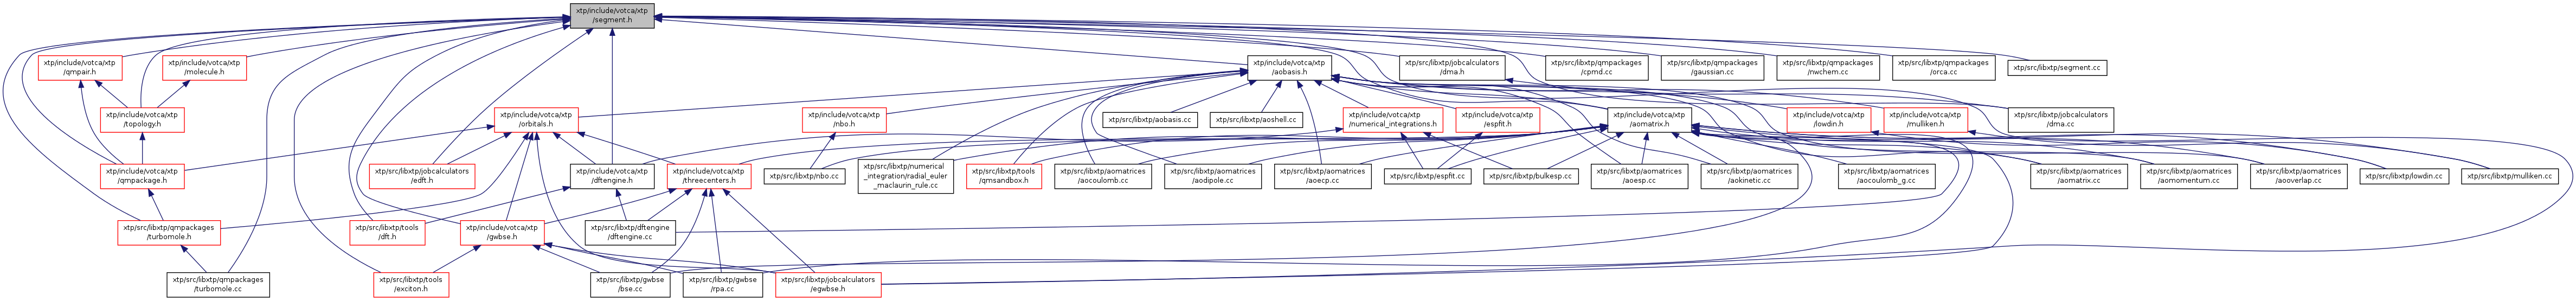 xtp/include/votca/xtp
/segment.h
xtp/include/votca/xtp
/qmpair.h
xtp/include/votca/xtp
/molecule.h
xtp/include/votca/xtp
/aobasis.h
xtp/src/libxtp/jobcalculators
/dma.h
xtp/src/libxtp/qmpackages
/cpmd.cc
xtp/src/libxtp/qmpackages
/gaussian.cc
xtp/src/libxtp/qmpackages
/nwchem.cc
xtp/src/libxtp/qmpackages
/orca.cc
xtp/src/libxtp/segment.cc
xtp/include/votca/xtp
/topology.h
xtp/include/votca/xtp
/orbitals.h
xtp/include/votca/xtp
/nbo.h
xtp/src/libxtp/aobasis.cc
xtp/src/libxtp/aoshell.cc
xtp/include/votca/xtp
/numerical_integrations.h
xtp/include/votca/xtp
/espfit.h
xtp/include/votca/xtp
/aomatrix.h
xtp/include/votca/xtp
/lowdin.h
xtp/include/votca/xtp
/mulliken.h
xtp/src/libxtp/jobcalculators
/dma.cc
xtp/include/votca/xtp
/qmpackage.h
xtp/src/libxtp/jobcalculators
/edft.h
xtp/include/votca/xtp
/dftengine.h
xtp/include/votca/xtp
/threecenters.h
xtp/src/libxtp/nbo.cc
xtp/src/libxtp/numerical
_integration/radial_euler
_maclaurin_rule.cc
xtp/src/libxtp/tools
/qmsandbox.h
xtp/src/libxtp/aomatrices
/aocoulomb.cc
xtp/src/libxtp/aomatrices
/aodipole.cc
xtp/src/libxtp/aomatrices
/aoecp.cc
xtp/src/libxtp/espfit.cc
xtp/src/libxtp/bulkesp.cc
xtp/src/libxtp/aomatrices
/aoesp.cc
xtp/src/libxtp/aomatrices
/aokinetic.cc
xtp/src/libxtp/aomatrices
/aocoulomb_g.cc
xtp/src/libxtp/aomatrices
/aomatrix.cc
xtp/src/libxtp/aomatrices
/aomomentum.cc
xtp/src/libxtp/aomatrices
/aooverlap.cc
xtp/src/libxtp/lowdin.cc
xtp/src/libxtp/mulliken.cc
xtp/src/libxtp/qmpackages
/turbomole.h
xtp/src/libxtp/tools
/dft.h
xtp/include/votca/xtp
/gwbse.h
xtp/src/libxtp/dftengine
/dftengine.cc
xtp/src/libxtp/qmpackages
/turbomole.cc
xtp/src/libxtp/tools
/exciton.h
xtp/src/libxtp/gwbse
/bse.cc
xtp/src/libxtp/gwbse
/rpa.cc
xtp/src/libxtp/jobcalculators
/egwbse.h